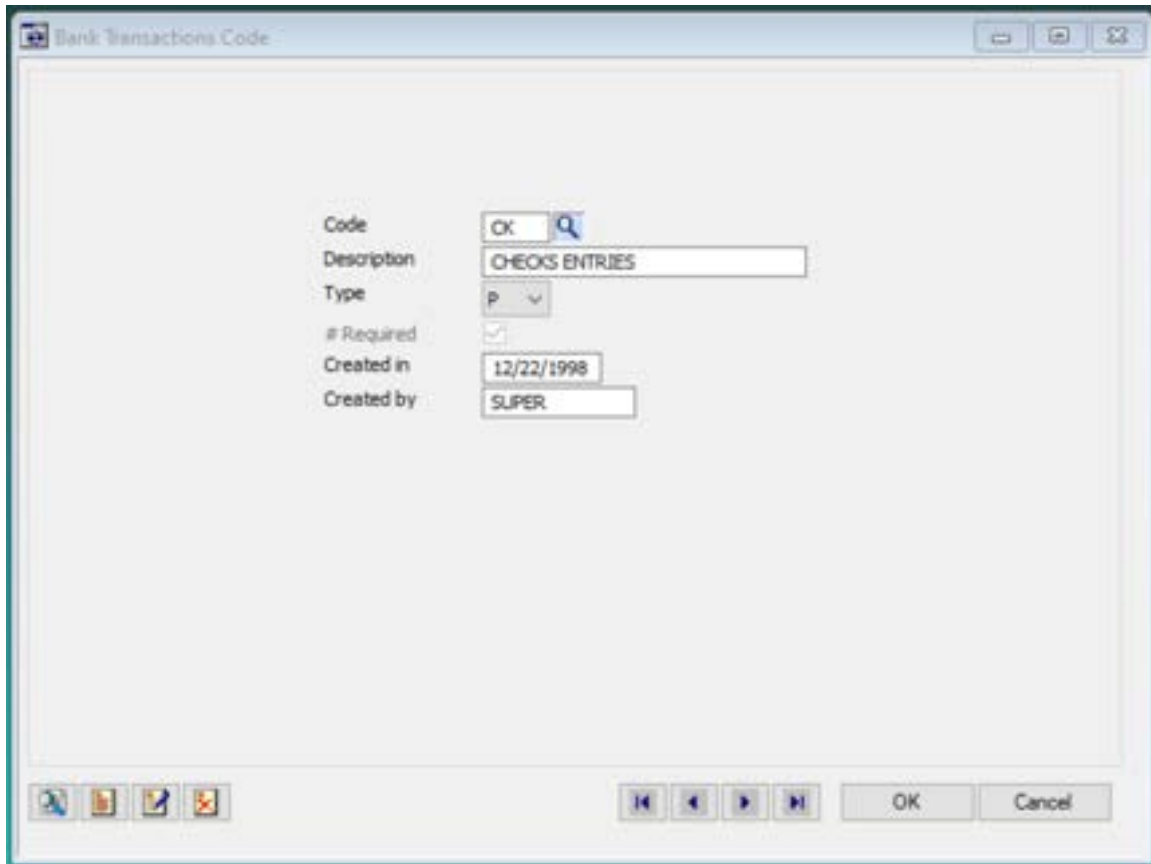 Bank Transactions Code
Code CK
Description CHECKS ENTRIES
Type P
# Required
Created in 12/22/1998
Created by SUPER
OK Cancel